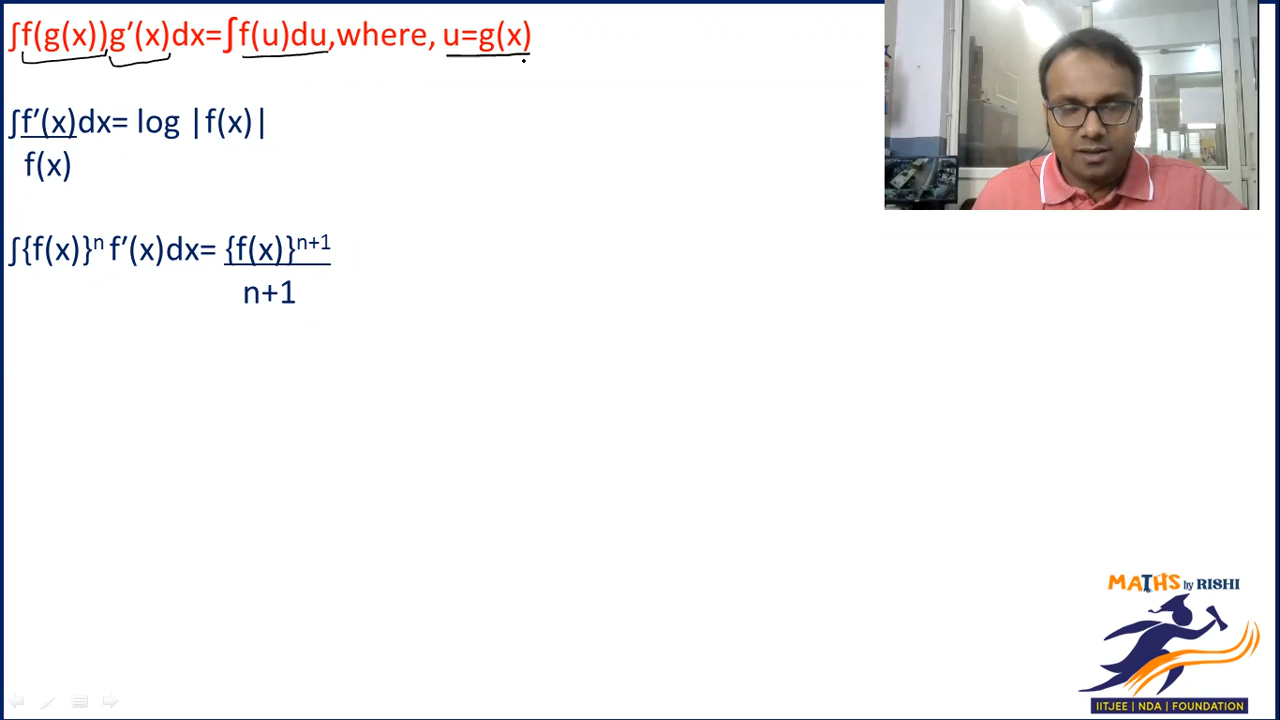 ∫f(g(x))g′(x)dx=∫f(u)du,where, u=g(x)
∫f′(x)dx= log |f(x)|
f(x)
∫{f(x)}ⁿ f′(x)dx= {f(x)}ⁿ⁺¹
n+1
MATHS by RISHI
IITJEE | NDA | FOUNDATION